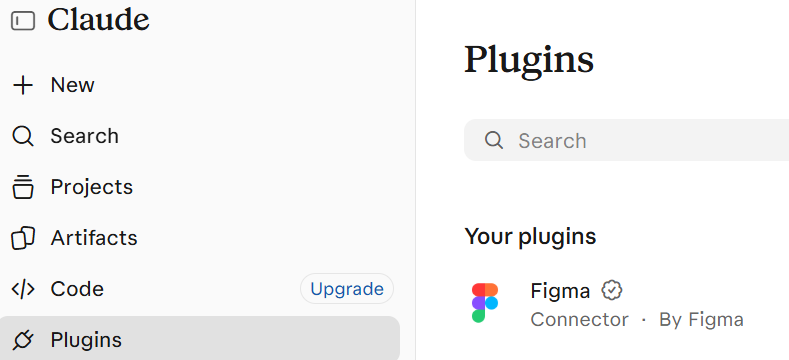 Claude
New
Search
Projects
Artifacts
Code
Upgrade
Plugins
Plugins
Search
Your plugins
Figma
Connector · By Figma